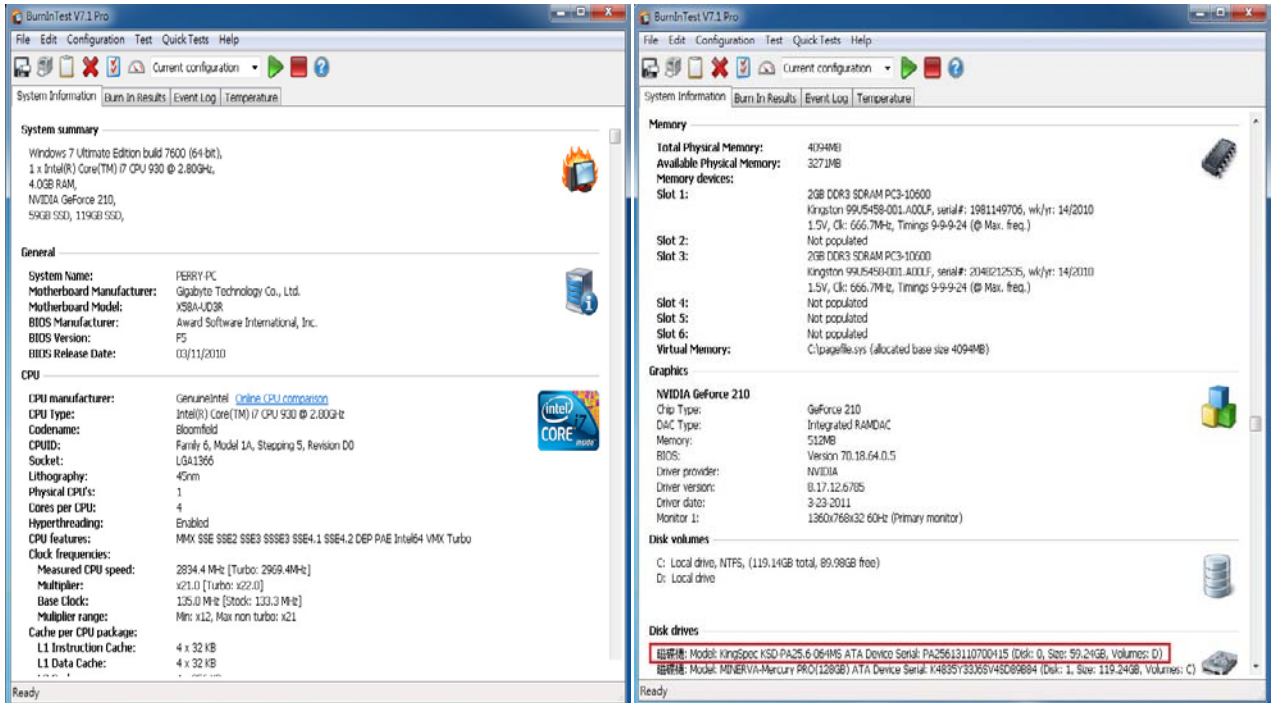 BurnInTest V7.1 Pro
File Edit Configuration Test Quick Tests Help
Current configuration
System Information Burn In Results Event Log Temperature
System summary
Windows 7 Ultimate Edition build 7600 (64-bit),
1 x Intel(R) Core(TM) i7 CPU 930 @ 2.80GHz,
4.0GB RAM,
NVIDIA GeForce 210,
59GB SSD, 119GB SSD,
General
System Name: PERRY-PC
Motherboard Manufacturer: Gigabyte Technology Co., Ltd.
Motherboard Model: X58A-UD3R
BIOS Manufacturer: Award Software International, Inc.
BIOS Version: F5
BIOS Release Date: 03/11/2010
CPU
CPU manufacturer: GenuineIntel Online CPU comparison
CPU Type: Intel(R) Core(TM) i7 CPU 930 @ 2.80GHz
Codename: Bloomfield
CPUID: Family 6, Model 1A, Stepping 5, Revision D0
Socket: LGA1366
Lithography: 45nm
Physical CPU's: 1
Cores per CPU: 4
Hyperthreading: Enabled
CPU features: MMX SSE SSE2 SSE3 SSSE3 SSE4.1 SSE4.2 DEP PAE Intel64 VMX Turbo
Clock frequencies:
Measured CPU speed: 2834.4 MHz [Turbo: 2969.4MHz]
Multiplier: x21.0 [Turbo: x22.0]
Base Clock: 135.0 MHz [Stock: 133.3 MHz]
Muliplier range: Min: x12, Max non turbo: x21
Cache per CPU package:
L1 Instruction Cache: 4 x 32 KB
L1 Data Cache: 4 x 32 KB
Ready
(intel)
CORE i7
inside
BurnInTest V7.1 Pro
File Edit Configuration Test Quick Tests Help
Current configuration
System Information Burn In Results Event Log Temperature
Memory
Total Physical Memory: 4094MB
Available Physical Memory: 3271MB
Memory devices:
Slot 1: 2GB DDR3 SDRAM PC3-10600
Kingston 99U5458-001.A00LF, serial#: 1981149706, wk/yr: 14/2010
1.5V, Clk: 666.7MHz, Timings 9-9-9-24 (@ Max. freq.)
Slot 2: Not populated
Slot 3: 2GB DDR3 SDRAM PC3-10600
Kingston 99U5458-001.A00LF, serial#: 2048212535, wk/yr: 14/2010
1.5V, Clk: 666.7MHz, Timings 9-9-9-24 (@ Max. freq.)
Slot 4: Not populated
Slot 5: Not populated
Slot 6: Not populated
Virtual Memory: C:\pagefile.sys (allocated base size 4094MB)
Graphics
NVIDIA GeForce 210
Chip Type: GeForce 210
DAC Type: Integrated RAMDAC
Memory: 512MB
BIOS: Version 70.18.64.0.5
Driver provider: NVIDIA
Driver version: 8.17.12.6785
Driver date: 3-23-2011
Monitor 1: 1360x768x32 60Hz (Primary monitor)
Disk volumes
C: Local drive, NTFS, (119.14GB total, 89.98GB free)
D: Local drive
Disk drives
磁碟機: Model: KingSpec KSD-PA25.6-064MS ATA Device Serial: PA25613110700415 (Disk: 0, Size: 59.24GB, Volumes: D)
磁碟機: Model: MINERVA-Mercury PRO(128GB) ATA Device Serial: K4835Y33J6SV4SD89B84 (Disk: 1, Size: 119.24GB, Volumes: C)
Ready